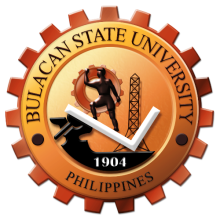 BULACAN STATE UNIVERSITY
1904
PHILIPPINES